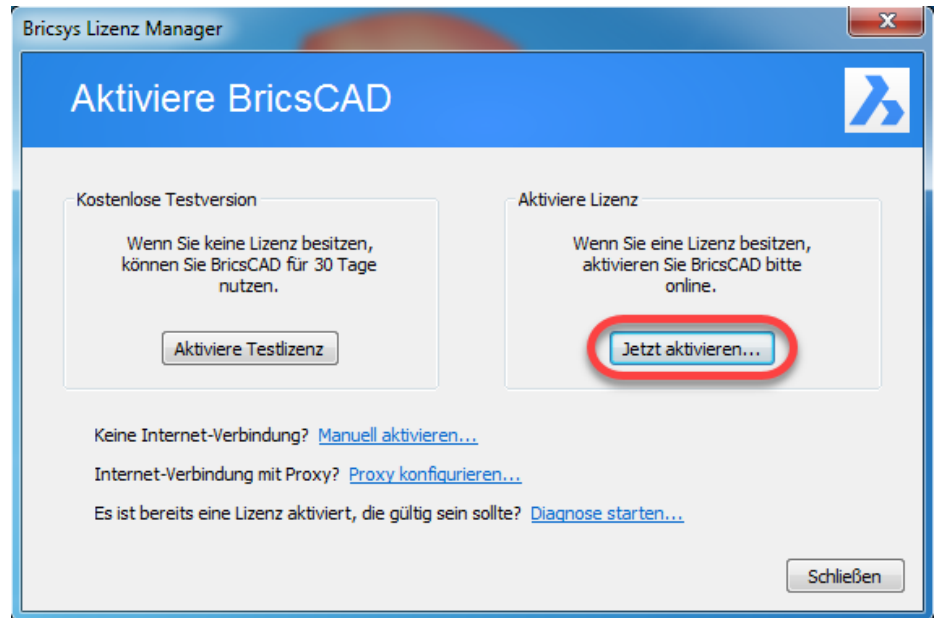 Bricsys Lizenz Manager
Aktiviere BricsCAD
Kostenlose Testversion
Wenn Sie keine Lizenz besitzen,
können Sie BricsCAD für 30 Tage
nutzen.
Aktiviere Testlizenz
Aktiviere Lizenz
Wenn Sie eine Lizenz besitzen,
aktivieren Sie BricsCAD bitte
online.
Jetzt aktivieren...
Keine Internet-Verbindung? Manuell aktivieren...
Internet-Verbindung mit Proxy? Proxy konfigurieren...
Es ist bereits eine Lizenz aktiviert, die gültig sein sollte? Diagnose starten...
Schließen